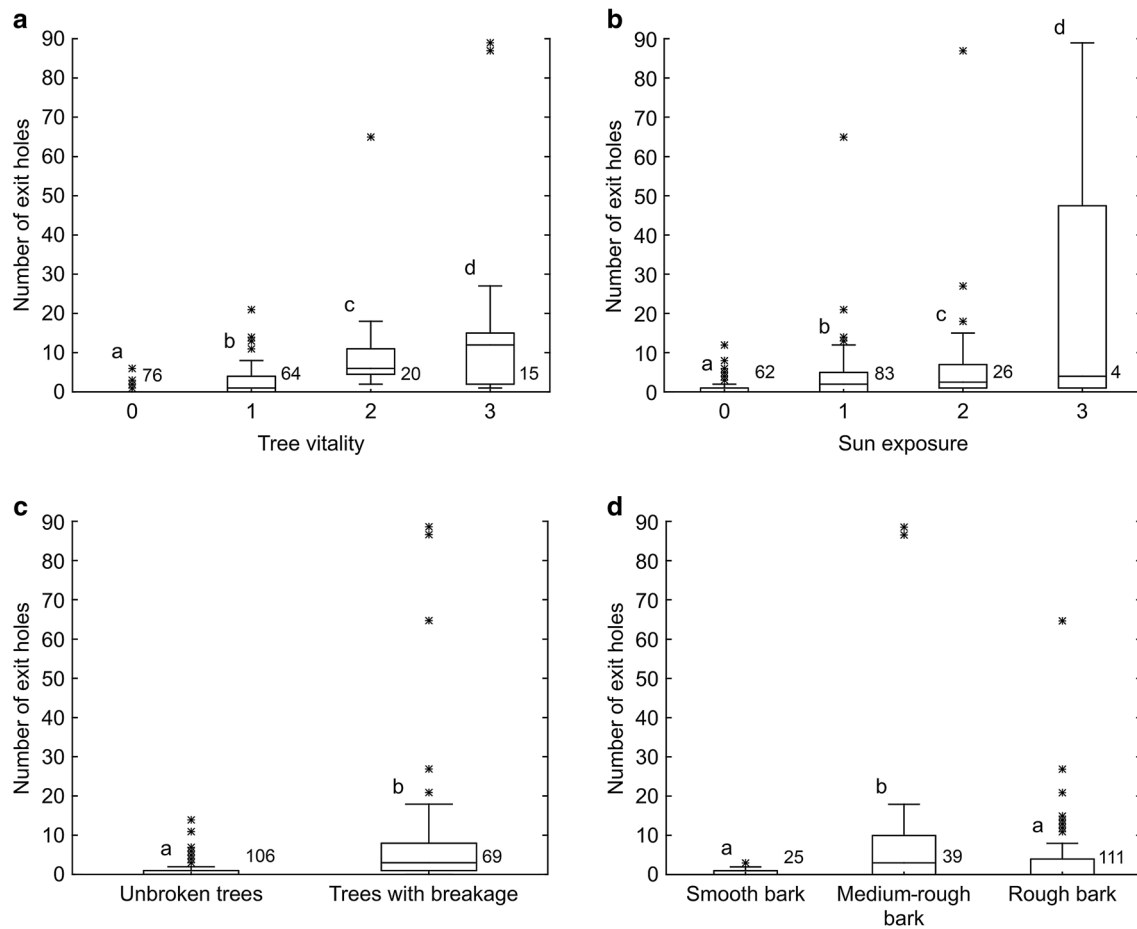 a
Number of exit holes
90
80
70
60
50
40
30
20
10
0
a
76
b
64
c
20
d
15
0 1 2 3
Tree vitality
b
Number of exit holes
90
80
70
60
50
40
30
20
10
0
a
62
b
83
c
26
d
4
0 1 2 3
Sun exposure
c
Number of exit holes
90
80
70
60
50
40
30
20
10
0
a
106
b
69
Unbroken trees Trees with breakage
d
Number of exit holes
90
80
70
60
50
40
30
20
10
0
a
25
b
39
a
111
Smooth bark Medium-rough Rough bark
bark